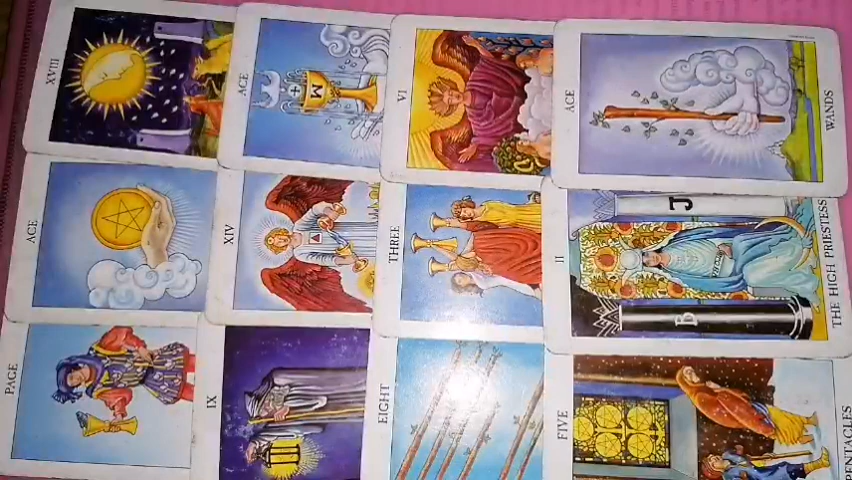 XVIII
ACE
VI
ACE
WANDS
M
ACE
XIV
THREE
II
J
B
THE HIGH PRIESTESS
PAGE
IX
EIGHT
FIVE
PENTACLES